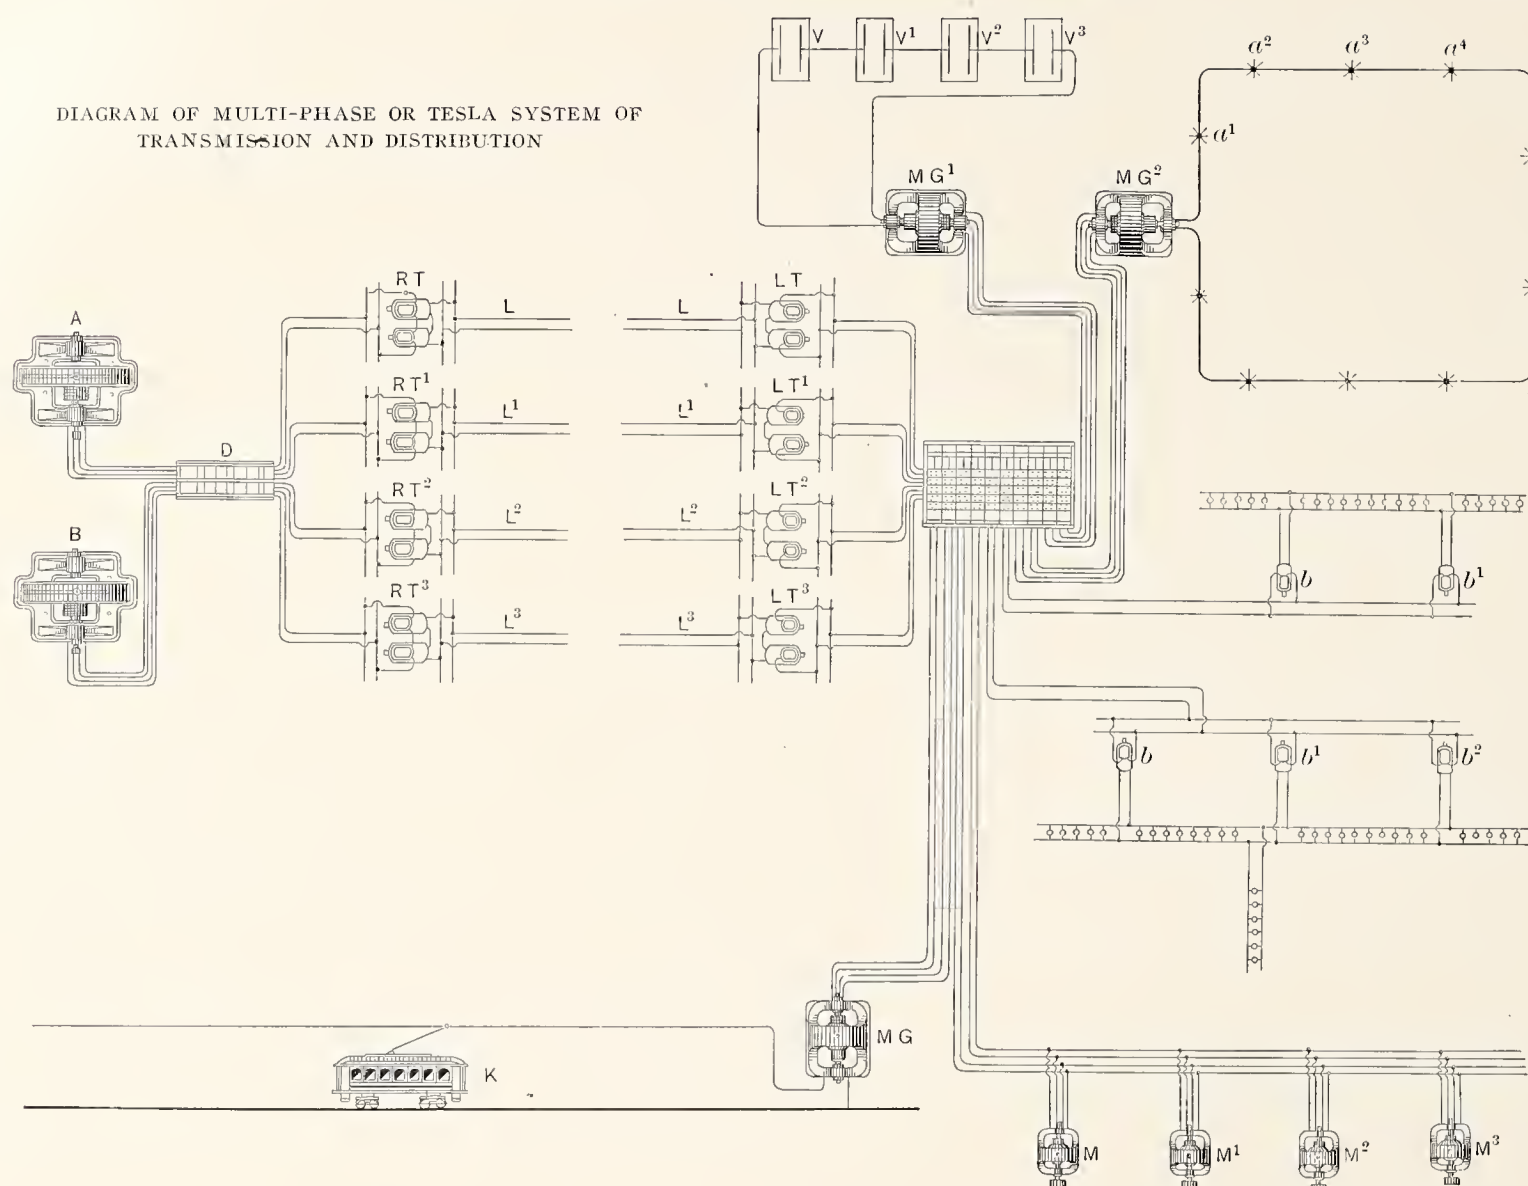 V V¹ V² V³
a² a³ a⁴
DIAGRAM OF MULTI-PHASE OR TESLA SYSTEM OF
TRANSMISSION AND DISTRIBUTION
a¹
MG¹ MG²
RT LT
L L
A
RT¹ LT¹
L¹ L¹
D
RT² LT²
L² L²
B
b b¹
RT³ LT³
L³ L³
b b¹ b²
MG
K
M M¹ M² M³